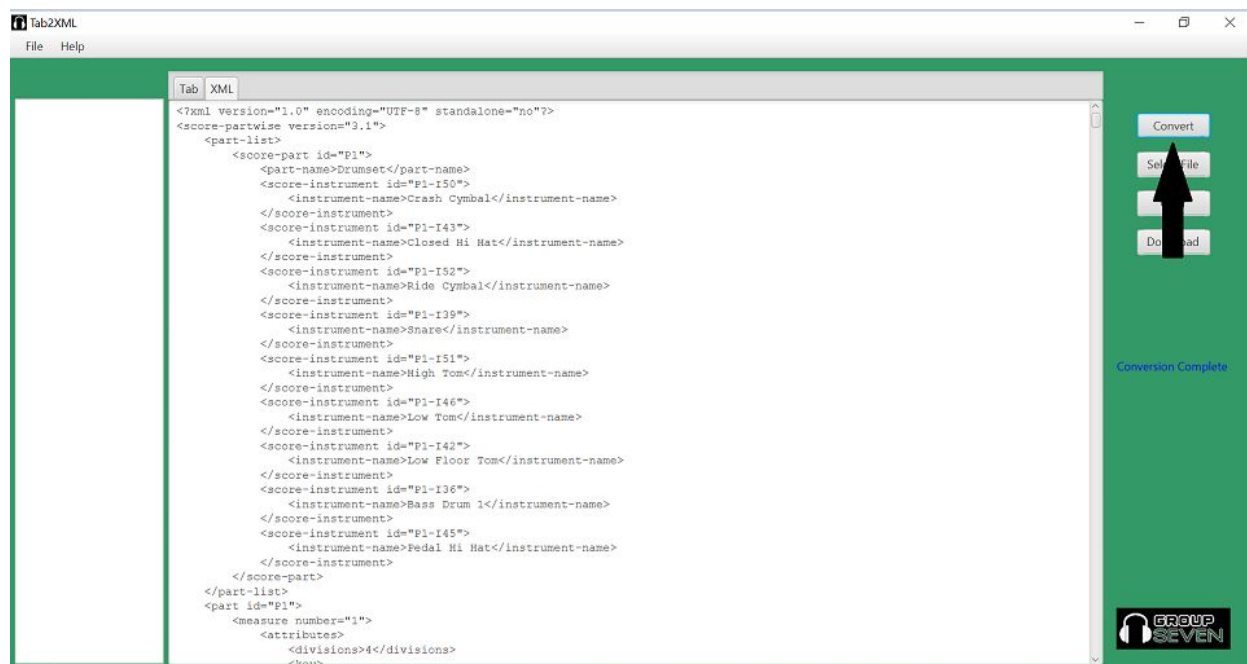 Tab2XML
File Help
Tab XML
<?xml version="1.0" encoding="UTF-8" standalone="no"?>
<score-partwise version="3.1">
<part-list>
<score-part id="P1">
<part-name>Drumset</part-name>
<score-instrument id="P1-I50">
<instrument-name>Crash Cymbal</instrument-name>
</score-instrument>
<score-instrument id="P1-I43">
<instrument-name>Closed Hi Hat</instrument-name>
</score-instrument>
<score-instrument id="P1-I52">
<instrument-name>Ride Cymbal</instrument-name>
</score-instrument>
<score-instrument id="P1-I39">
<instrument-name>Snare</instrument-name>
</score-instrument>
<score-instrument id="P1-I51">
<instrument-name>High Tom</instrument-name>
</score-instrument>
<score-instrument id="P1-I46">
<instrument-name>Low Tom</instrument-name>
</score-instrument>
<score-instrument id="P1-I42">
<instrument-name>Low Floor Tom</instrument-name>
</score-instrument>
<score-instrument id="P1-I36">
<instrument-name>Bass Drum 1</instrument-name>
</score-instrument>
<score-instrument id="P1-I45">
<instrument-name>Pedal Hi Hat</instrument-name>
</score-instrument>
</score-part>
</part-list>
<part id="P1">
<measure number="1">
<attributes>
<divisions>4</divisions>
<key>
Convert
File
Conversion Complete
GROUP
SEVEN